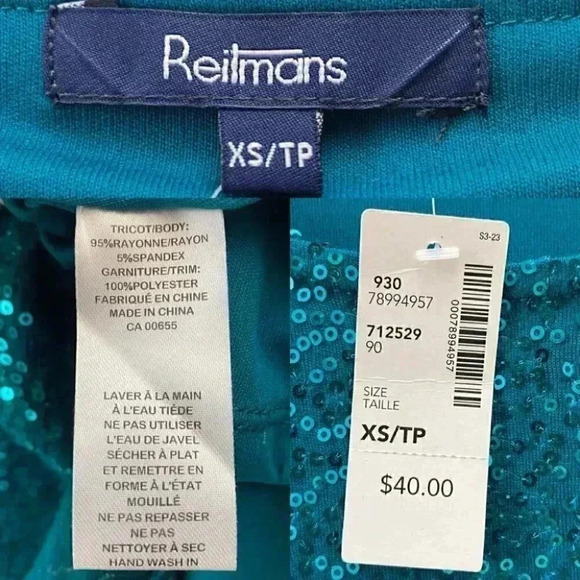 Reitmans
XS/TP
TRICOT/BODY:
95%RAYONNE/RAYON
5%SPANDEX
GARNITURE/TRIM:
100%POLYESTER
FABRIQUÉ EN CHINE
MADE IN CHINA
CA 00655
LAVER À LA MAIN
À L'EAU TIÈDE
NE PAS UTILISER
L'EAU DE JAVEL
SÉCHER À PLAT
ET REMETTRE EN
FORME À L'ÉTAT
MOUILLÉ
NE PAS REPASSER
NE PAS
NETTOYER À SEC
HAND WASH IN
S3-23
930
78994957
712529
90
00078994957
SIZE
TAILLE
XS/TP
$40.00